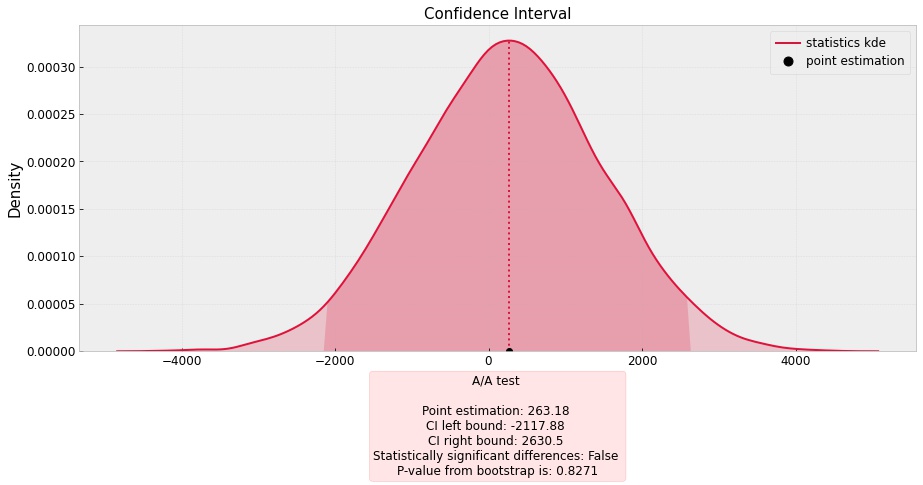 Confidence Interval
statistics kde
point estimation
Density
0.00030
0.00025
0.00020
0.00015
0.00010
0.00005
0.00000
−4000
−2000
0
2000
4000
A/A test
Point estimation: 263.18
CI left bound: -2117.88
CI right bound: 2630.5
Statistically significant differences: False
P-value from bootstrap is: 0.8271